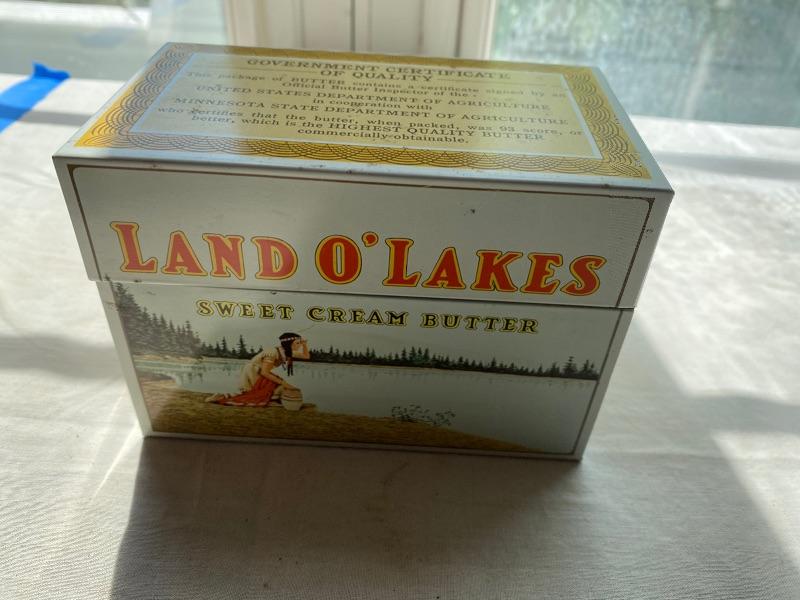 GOVERNMENT CERTIFICATE
OF QUALITY
This package of BUTTER contains a certificate signed by an
Official Butter Inspector of the
UNITED STATES DEPARTMENT OF AGRICULTURE
in cooperation with
MINNESOTA STATE DEPARTMENT OF AGRICULTURE
who certifies that the butter, when packed, was 93 score, or
better, which is the HIGHEST QUALITY BUTTER
commercially obtainable.
LAND O'LAKES
SWEET CREAM BUTTER